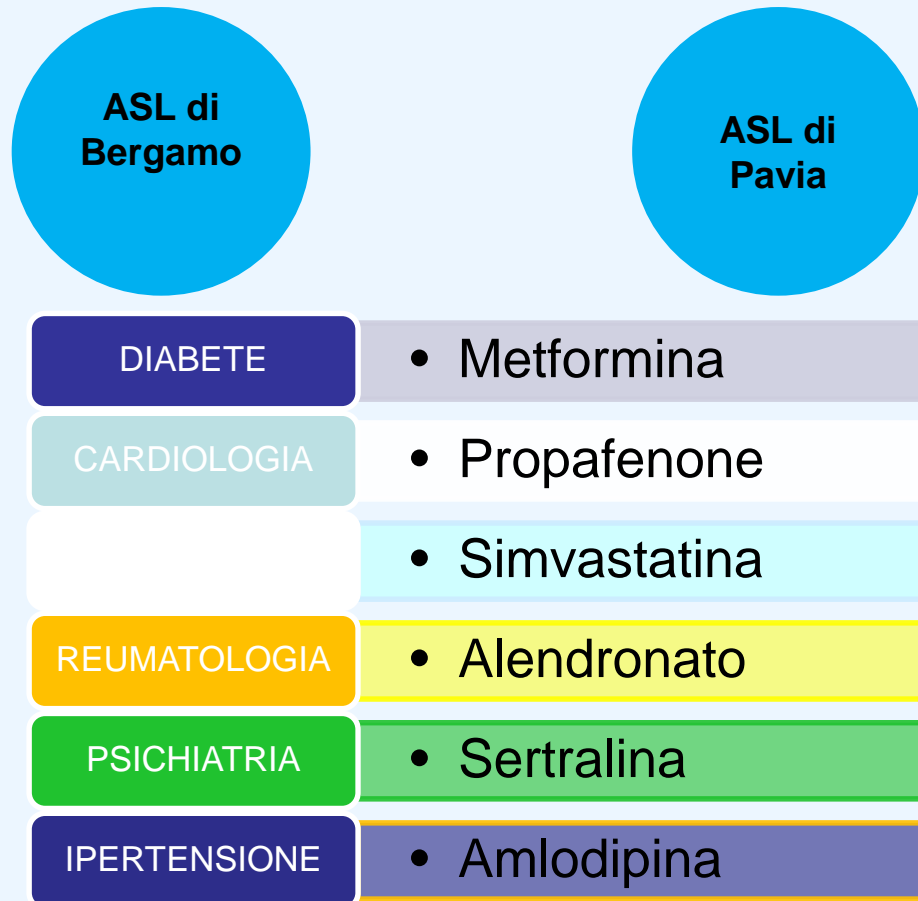 ASL di
Bergamo
ASL di
Pavia
DIABETE
• Metformina
CARDIOLOGIA
• Propafenone
• Simvastatina
REUMATOLOGIA
• Alendronato
PSICHIATRIA
• Sertralina
IPERTENSIONE
• Amlodipina